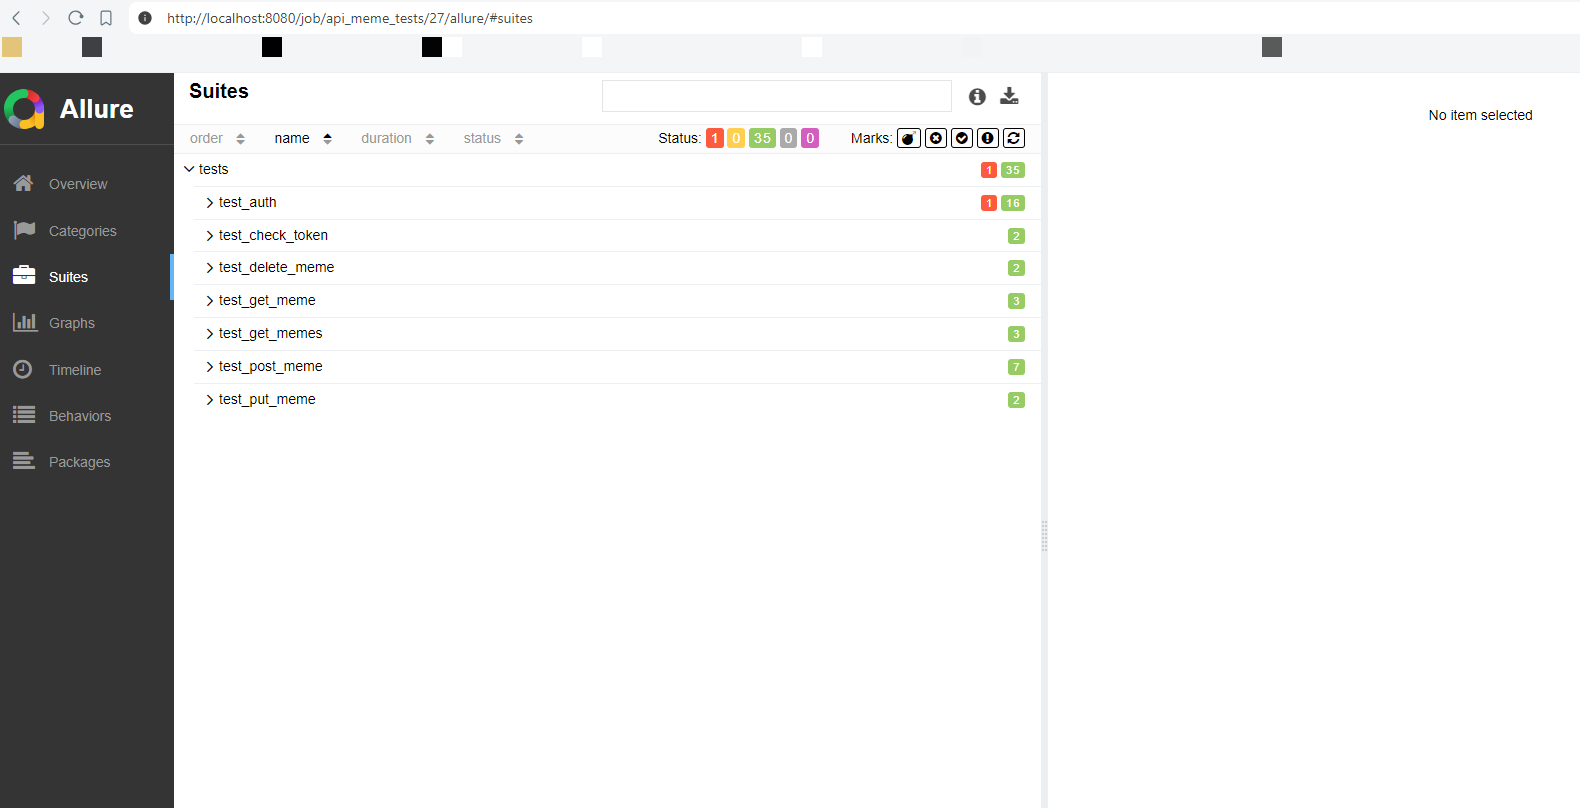 http://localhost:8080/job/api_meme_tests/27/allure/#suites
Allure
Overview
Categories
Suites
Graphs
Timeline
Behaviors
Packages
Suites
order name duration status Status: 1 0 35 0 0 Marks:
tests 1 35
test_auth 1 16
test_check_token 2
test_delete_meme 2
test_get_meme 3
test_get_memes 3
test_post_meme 7
test_put_meme 2
No item selected